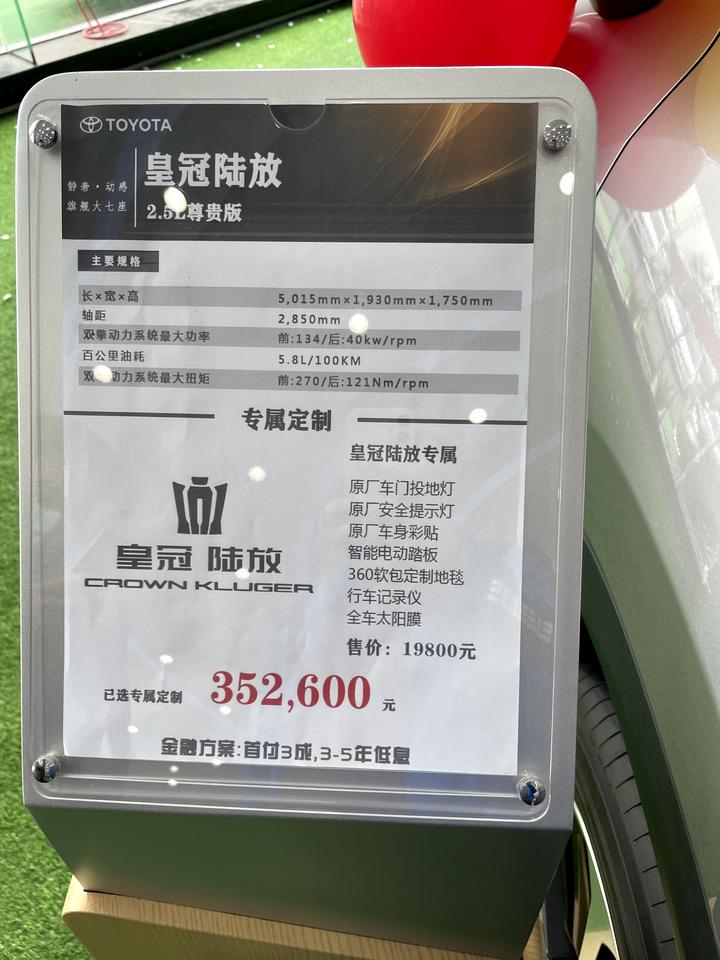 TOYOTA
皇冠陆放
静奢·动感
旗舰大七座
2.5L尊贵版
主要规格
长×宽×高 5,015mm×1,930mm×1,750mm
轴距 2,850mm
双擎动力系统最大功率 前:134/后:40kw/rpm
百公里油耗 5.8L/100KM
双擎动力系统最大扭矩 前:270/后:121Nm/rpm
专属定制
皇冠 陆放
CROWN KLUGER
皇冠陆放专属
原厂车门投地灯
原厂安全提示灯
原厂车身彩贴
智能电动踏板
360软包定制地毯
行车记录仪
全车太阳膜
售价：19800元
已选专属定制 352,600 元
金融方案:首付3成,3-5年低息